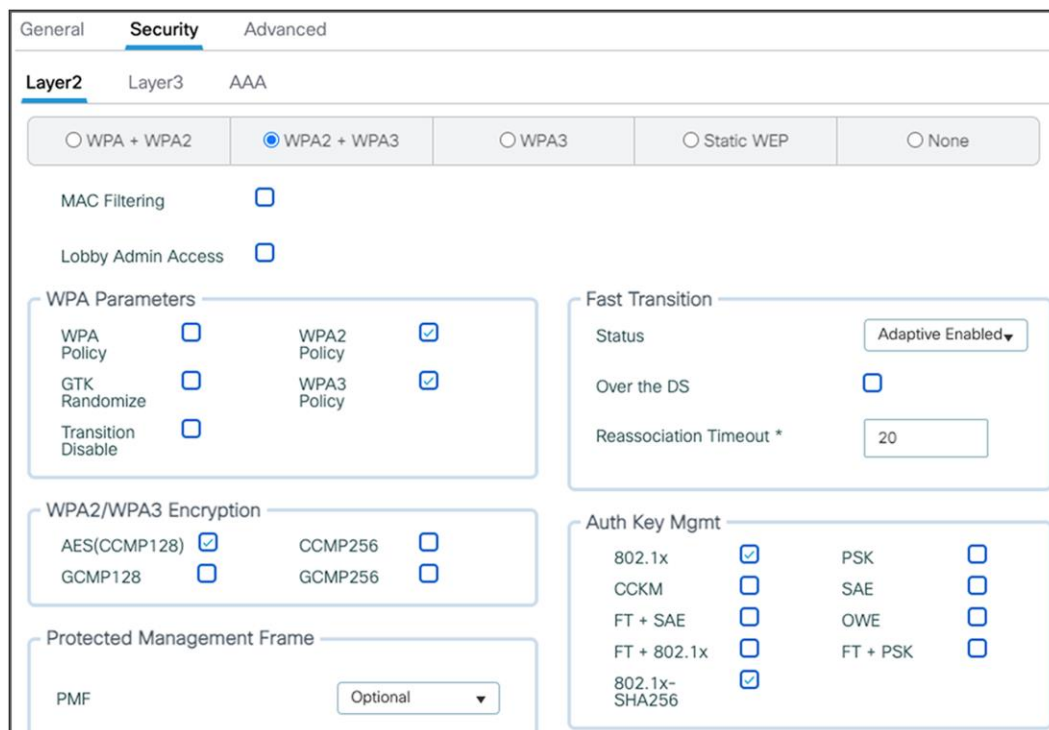 General Security Advanced
Layer2 Layer3 AAA
WPA + WPA2 WPA2 + WPA3 WPA3 Static WEP None
MAC Filtering
Lobby Admin Access
WPA Parameters
WPA
Policy
WPA2
Policy
GTK
Randomize
WPA3
Policy
Transition
Disable
Fast Transition
Status Adaptive Enabled
Over the DS
Reassociation Timeout * 20
WPA2/WPA3 Encryption
AES(CCMP128) CCMP256
GCMP128 GCMP256
Protected Management Frame
PMF Optional
Auth Key Mgmt
802.1x PSK
CCKM SAE
FT + SAE OWE
FT + 802.1x FT + PSK
802.1x-
SHA256